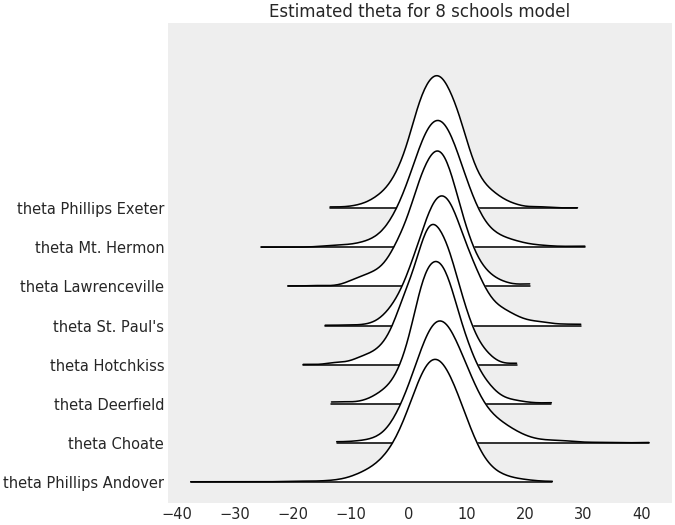 Estimated theta for 8 schools model
theta Phillips Exeter
theta Mt. Hermon
theta Lawrenceville
theta St. Paul's
theta Hotchkiss
theta Deerfield
theta Choate
theta Phillips Andover
−40 −30 −20 −10 0 10 20 30 40